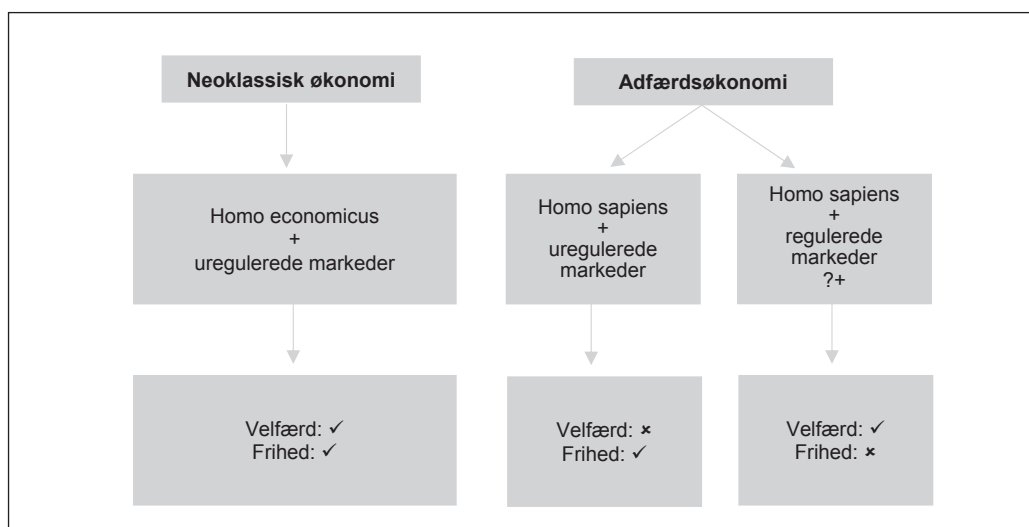 Neoklassisk økonomi
Adfærdsøkonomi
Homo economicus
+
uregulerede markeder
Homo sapiens
+
uregulerede
markeder
Homo sapiens
+
regulerede
markeder
?+
Velfærd: ✓
Frihed: ✓
Velfærd: ×
Frihed: ✓
Velfærd: ✓
Frihed: ×